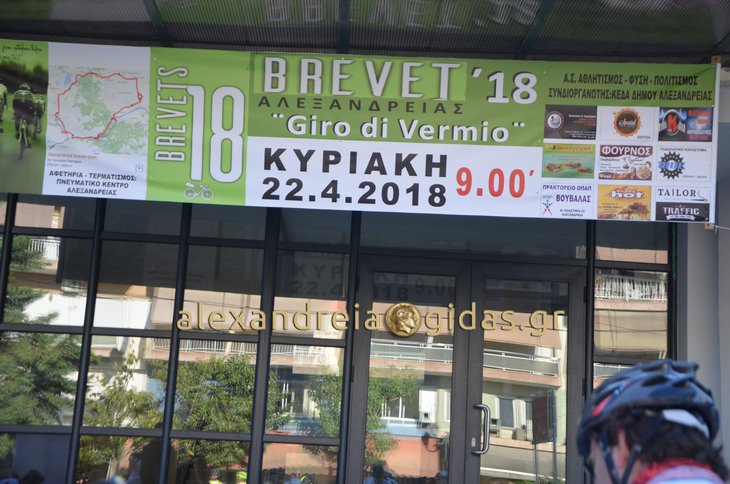 BREVETS 18
BREVET '18
ΑΛΕΞΑΝΔΡΕΙΑΣ
"Giro di Vermio"
ΚΥΡΙΑΚΗ
22.4.2018
9.00΄
ΑΦΕΤΗΡΙΑ - ΤΕΡΜΑΤΙΣΜΟΣ:
ΠΝΕΥΜΑΤΙΚΟ ΚΕΝΤΡΟ
ΑΛΕΞΑΝΔΡΕΙΑΣ
Α.Σ. ΑΘΛΗΤΙΣΜΟΣ - ΦΥΣΗ - ΠΟΛΙΤΙΣΜΟΣ
ΣΥΝΔΙΟΡΓΑΝΩΤΗΣ:ΚΕΔΑ ΔΗΜΟΥ ΑΛΕΞΑΝΔΡΕΙΑΣ
ΦΟΥΡΝΟΣ
ΠΡΑΚΤΟΡΕΙΟ ΟΠΑΠ
ΒΟΥΒΑΛΑΣ
ΑΛΕΞΑΝΔΡΕΙΑ
TAILOR
TRAFFIC
alexandreia gidas.gr